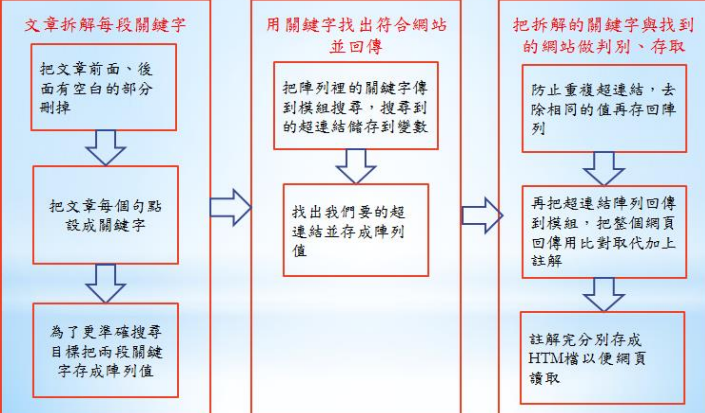 文章拆解每段關鍵字
把文章前面、後
面有空白的部分
刪掉
把文章每個句點
設成關鍵字
為了更準確搜尋
目標把兩段關鍵
字存成陣列值
用關鍵字找出符合網站
並回傳
把陣列裡的關鍵字傳
到模組搜尋，搜尋到
的超連結儲存到變數
找出我們要的超
連結並存成陣列
值
把拆解的關鍵字與找到
的網站做判別、存取
防止重複超連結，去
除相同的值再存回陣
列
再把超連結陣列回傳
到模組，把整個網頁
回傳用比對取代加上
註解
註解完分別存成
HTM檔以便網頁
讀取